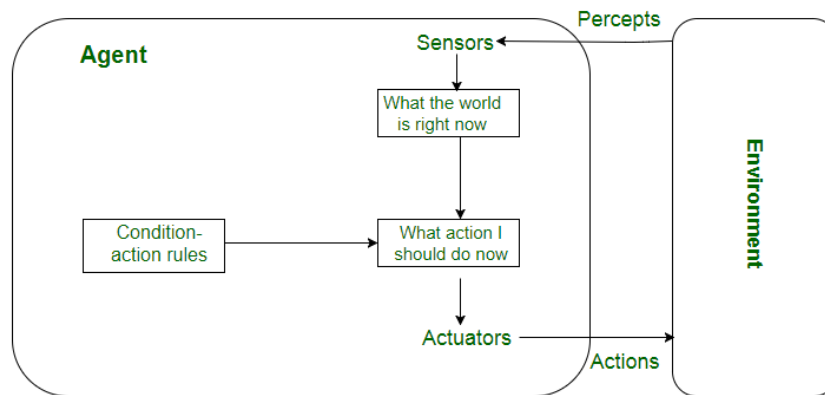 Percepts
Sensors
Agent
What the world
is right now
Condition-
action rules
What action I
should do now
Environment
Actuators
Actions